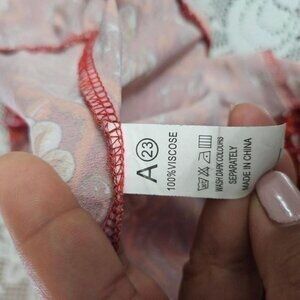 A 23
100%VISCOSE
WASH DARK COLOURS
SEPARATELY
MADE IN CHINA